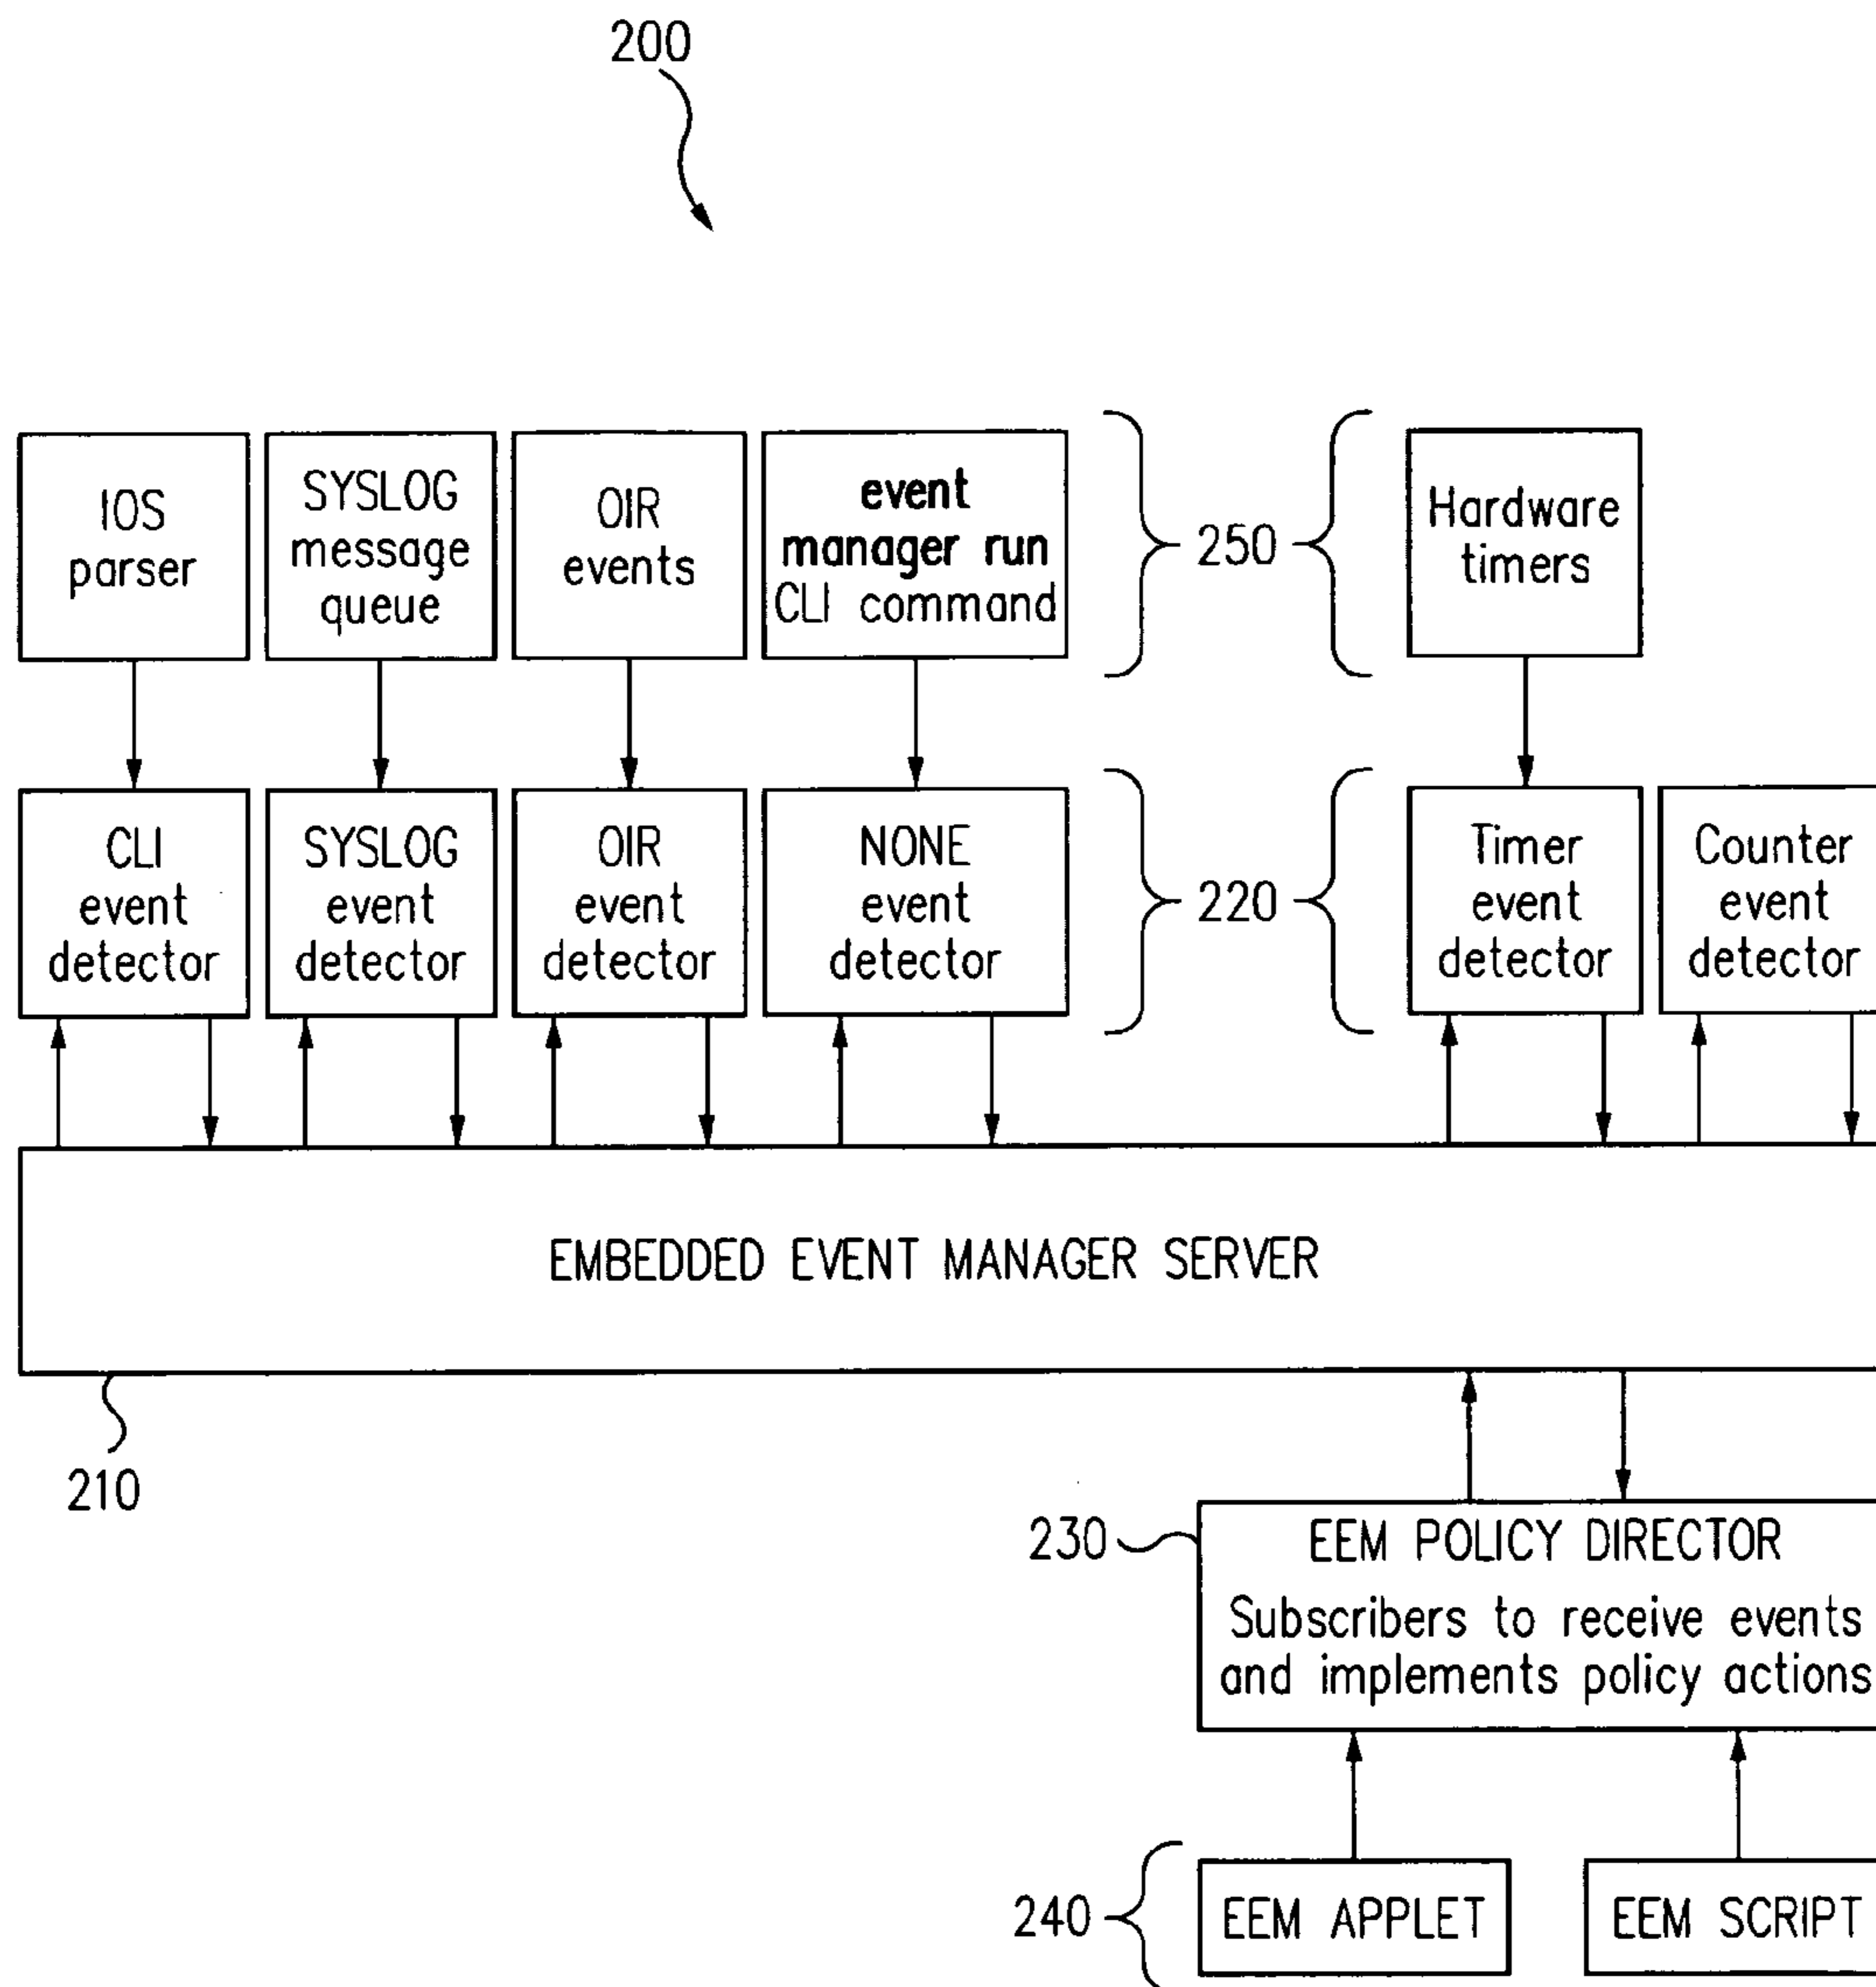 200
IOS
parser
SYSLOG
message
queue
OIR
events
event
manager run
CLI command
250
Hardware
timers
CLI
event
detector
SYSLOG
event
detector
OIR
event
detector
NONE
event
detector
220
Timer
event
detector
Counter
event
detector
EMBEDDED EVENT MANAGER SERVER
210
230
EEM POLICY DIRECTOR
Subscribers to receive events
and implements policy actions
240
EEM APPLET
EEM SCRIPT